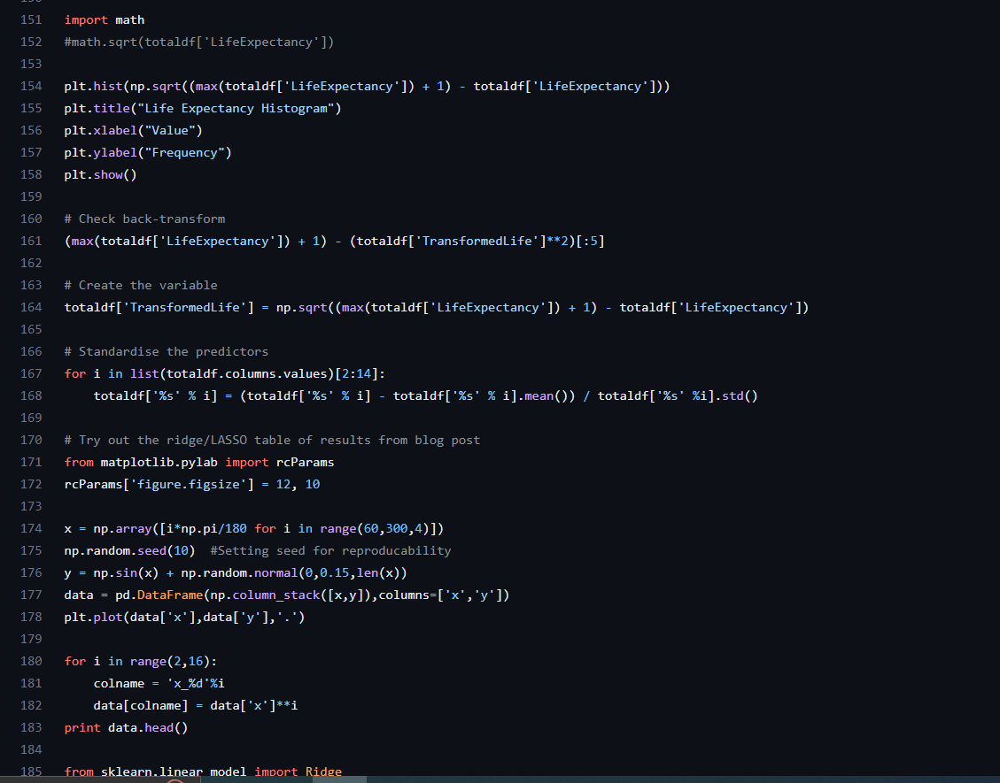 151 import math
152 #math.sqrt(totaldf['LifeExpectancy'])
153
154 plt.hist(np.sqrt((max(totaldf['LifeExpectancy']) + 1) - totaldf['LifeExpectancy']))
155 plt.title("Life Expectancy Histogram")
156 plt.xlabel("Value")
157 plt.ylabel("Frequency")
158 plt.show()
159
160 # Check back-transform
161 (max(totaldf['LifeExpectancy']) + 1) - (totaldf['TransformedLife']**2)[:5]
162
163 # Create the variable
164 totaldf['TransformedLife'] = np.sqrt((max(totaldf['LifeExpectancy']) + 1) - totaldf['LifeExpectancy'])
165
166 # Standardise the predictors
167 for i in list(totaldf.columns.values)[2:14]:
168     totaldf['%s' % i] = (totaldf['%s' % i] - totaldf['%s' % i].mean()) / totaldf['%s' %i].std()
169
170 # Try out the ridge/LASSO table of results from blog post
171 from matplotlib.pylab import rcParams
172 rcParams['figure.figsize'] = 12, 10
173
174 x = np.array([i*np.pi/180 for i in range(60,300,4)])
175 np.random.seed(10)  #Setting seed for reproducability
176 y = np.sin(x) + np.random.normal(0,0.15,len(x))
177 data = pd.DataFrame(np.column_stack([x,y]),columns=['x','y'])
178 plt.plot(data['x'],data['y'],'.')
179
180 for i in range(2,16):
181     colname = 'x_%d'%i
182     data[colname] = data['x']**i
183 print data.head()
184
185 from sklearn.linear_model import Ridge